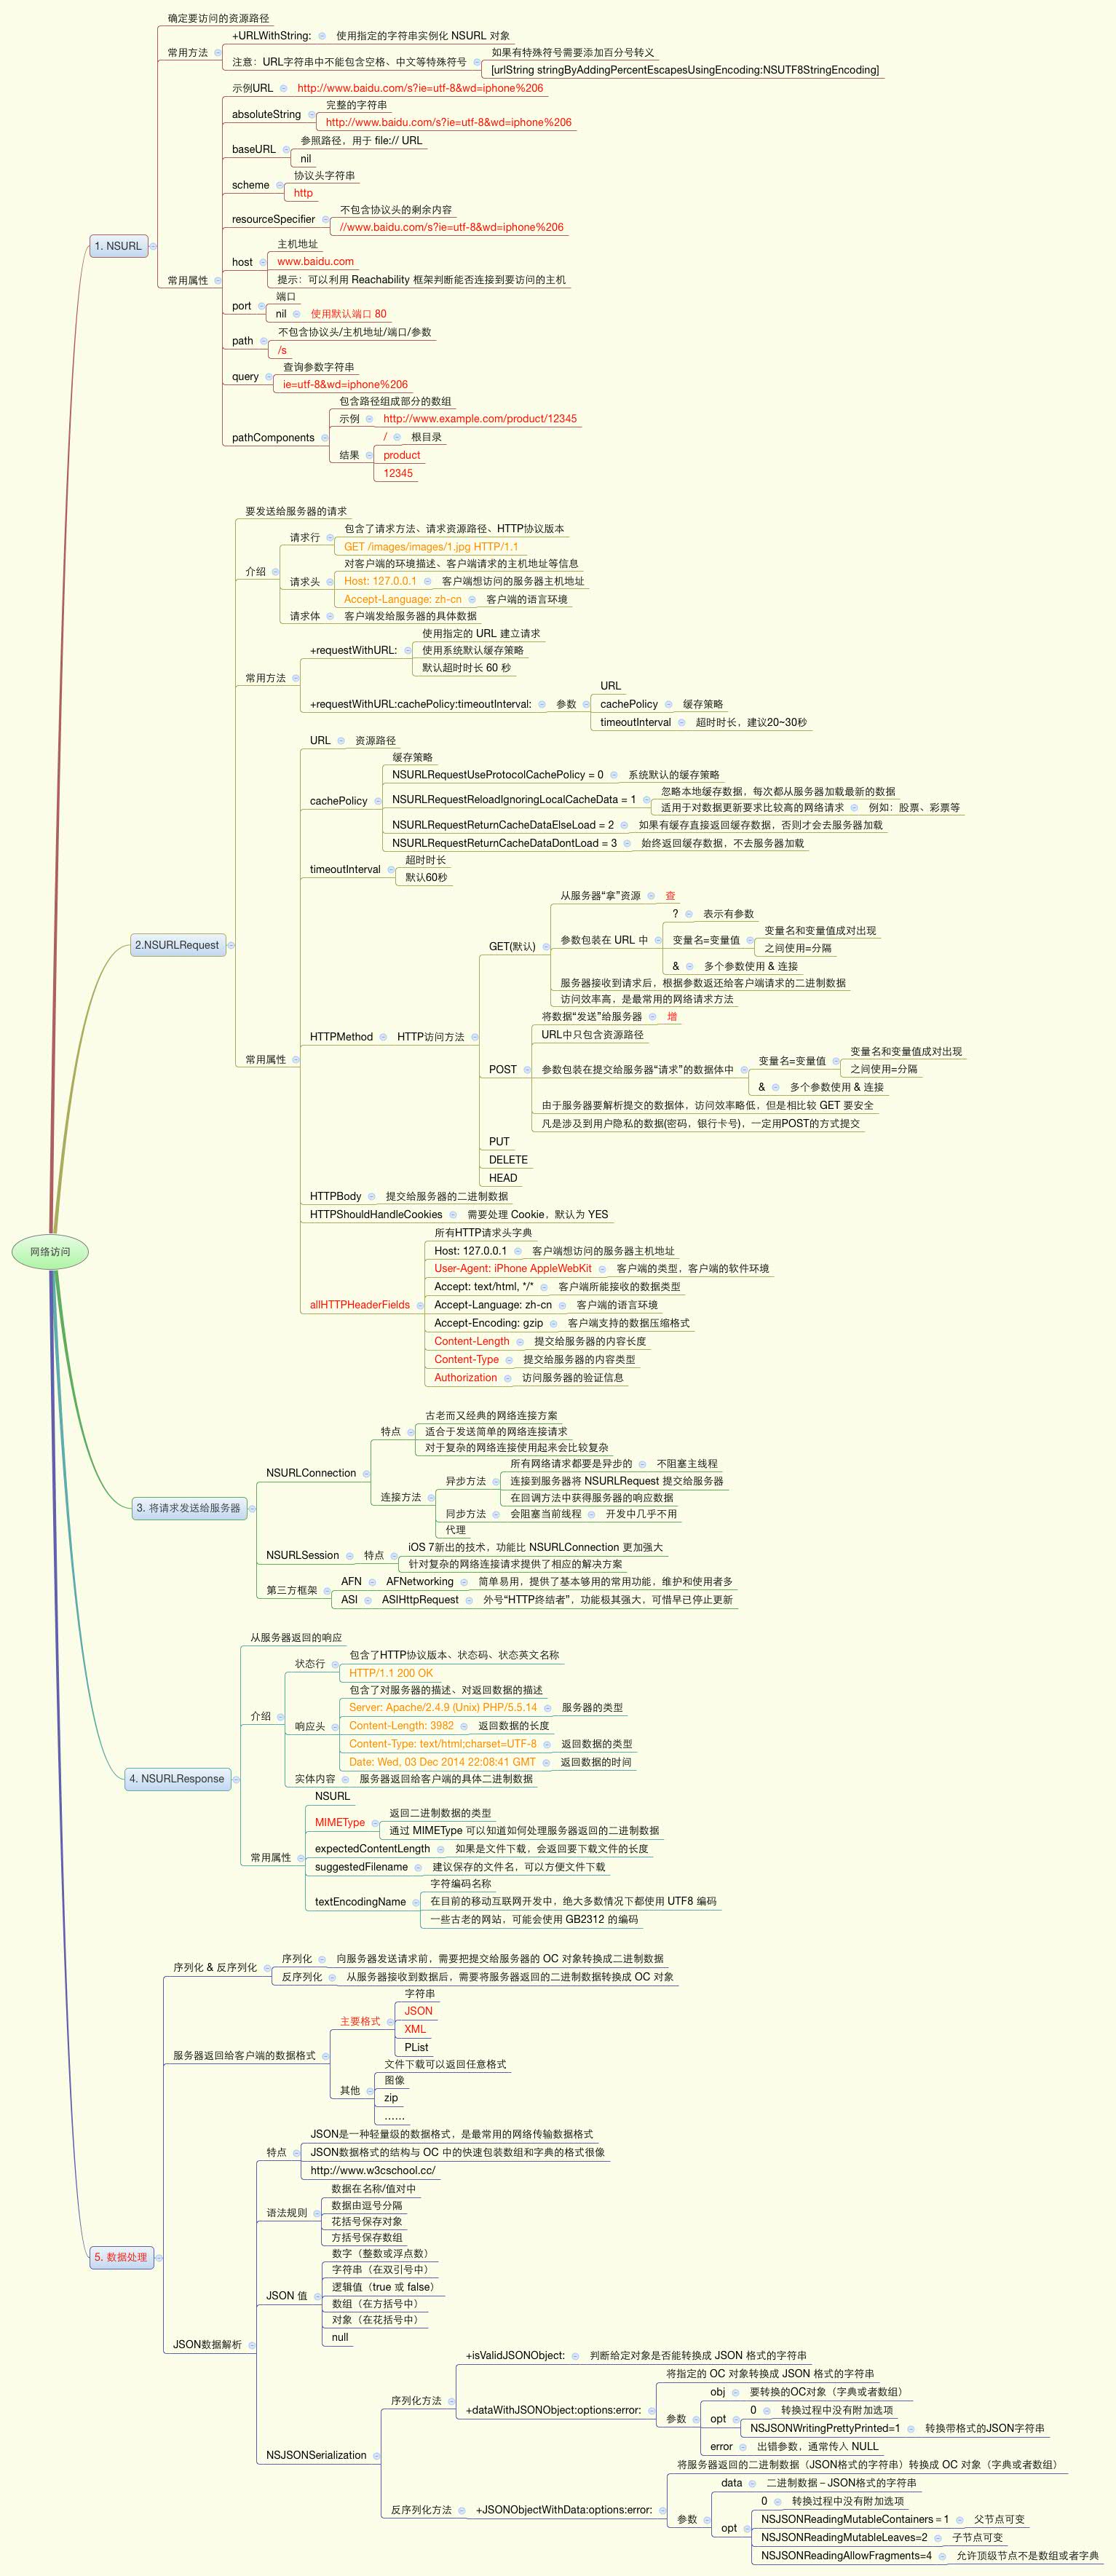 网络访问
1. NSURL
确定要访问的资源路径
常用方法
+URLWithString: 使用指定的字符串实例化 NSURL 对象
注意：URL字符串中不能包含空格、中文等特殊符号
如果有特殊符号需要添加百分号转义
[urlString stringByAddingPercentEscapesUsingEncoding:NSUTF8StringEncoding]
常用属性
示例URL http://www.baidu.com/s?ie=utf-8&wd=iphone%206
absoluteString
完整的字符串
http://www.baidu.com/s?ie=utf-8&wd=iphone%206
baseURL
参照路径，用于 file:// URL
nil
scheme
协议头字符串
http
resourceSpecifier
不包含协议头的剩余内容
//www.baidu.com/s?ie=utf-8&wd=iphone%206
host
主机地址
www.baidu.com
提示：可以利用 Reachability 框架判断能否连接到要访问的主机
port
端口
nil 使用默认端口 80
path
不包含协议头/主机地址/端口/参数
/s
query
查询参数字符串
ie=utf-8&wd=iphone%206
pathComponents
包含路径组成部分的数组
示例 http://www.example.com/product/12345
结果
/ 根目录
product
12345
2.NSURLRequest
要发送给服务器的请求
介绍
请求行
包含了请求方法、请求资源路径、HTTP协议版本
GET /images/images/1.jpg HTTP/1.1
请求头
对客户端的环境描述、客户端请求的主机地址等信息
Host: 127.0.0.1 客户端想访问的服务器主机地址
Accept-Language: zh-cn 客户端的语言环境
请求体 客户端发给服务器的具体数据
常用方法
+requestWithURL:
使用指定的 URL 建立请求
使用系统默认缓存策略
默认超时时长 60 秒
+requestWithURL:cachePolicy:timeoutInterval: 参数
URL
cachePolicy 缓存策略
timeoutInterval 超时时长，建议20~30秒
常用属性
URL 资源路径
cachePolicy
缓存策略
NSURLRequestUseProtocolCachePolicy = 0 系统默认的缓存策略
NSURLRequestReloadIgnoringLocalCacheData = 1
忽略本地缓存数据，每次都从服务器加载最新的数据
适用于对数据更新要求比较高的网络请求 例如：股票、彩票等
NSURLRequestReturnCacheDataElseLoad = 2 如果有缓存直接返回缓存数据，否则才会去服务器加载
NSURLRequestReturnCacheDataDontLoad = 3 始终返回缓存数据，不去服务器加载
timeoutInterval
超时时长
默认60秒
HTTPMethod HTTP访问方法
GET(默认)
从服务器“拿”资源 查
参数包装在 URL 中
? 表示有参数
变量名=变量值
变量名和变量值成对出现
之间使用=分隔
& 多个参数使用 & 连接
服务器接收到请求后，根据参数返还给客户端请求的二进制数据
访问效率高，是最常用的网络请求方法
POST
将数据“发送”给服务器 增
URL中只包含资源路径
参数包装在提交给服务器“请求”的数据体中
变量名=变量值
变量名和变量值成对出现
之间使用=分隔
& 多个参数使用 & 连接
由于服务器要解析提交的数据体，访问效率略低，但是相比较 GET 要安全
凡是涉及到用户隐私的数据(密码，银行卡号)，一定用POST的方式提交
PUT
DELETE
HEAD
HTTPBody 提交给服务器的二进制数据
HTTPShouldHandleCookies 需要处理 Cookie，默认为 YES
allHTTPHeaderFields
所有HTTP请求头字典
Host: 127.0.0.1 客户端想访问的服务器主机地址
User-Agent: iPhone AppleWebKit 客户端的类型，客户端的软件环境
Accept: text/html, */* 客户端所能接收的数据类型
Accept-Language: zh-cn 客户端的语言环境
Accept-Encoding: gzip 客户端支持的数据压缩格式
Content-Length 提交给服务器的内容长度
Content-Type 提交给服务器的内容类型
Authorization 访问服务器的验证信息
3. 将请求发送给服务器
NSURLConnection
特点
古老而又经典的网络连接方案
适合于发送简单的网络连接请求
对于复杂的网络连接使用起来会比较复杂
连接方法
异步方法
所有网络请求都要是异步的 不阻塞主线程
连接到服务器将 NSURLRequest 提交给服务器
在回调方法中获得服务器的响应数据
同步方法 会阻塞当前线程 开发中几乎不用
代理
NSURLSession 特点
iOS 7新出的技术，功能比 NSURLConnection 更加强大
针对复杂的网络连接请求提供了相应的解决方案
第三方框架
AFN AFNetworking 简单易用，提供了基本够用的常用功能，维护和使用者多
ASI ASIHttpRequest 外号“HTTP终结者”，功能极其强大，可惜早已停止更新
4. NSURLResponse
从服务器返回的响应
介绍
状态行
包含了HTTP协议版本、状态码、状态英文名称
HTTP/1.1 200 OK
响应头
包含了对服务器的描述、对返回数据的描述
Server: Apache/2.4.9 (Unix) PHP/5.5.14 服务器的类型
Content-Length: 3982 返回数据的长度
Content-Type: text/html;charset=UTF-8 返回数据的类型
Date: Wed, 03 Dec 2014 22:08:41 GMT 返回数据的时间
实体内容 服务器返回给客户端的具体二进制数据
常用属性
NSURL
MIMEType
返回二进制数据的类型
通过 MIMEType 可以知道如何处理服务器返回的二进制数据
expectedContentLength 如果是文件下载，会返回要下载文件的长度
suggestedFilename 建议保存的文件名，可以方便文件下载
textEncodingName
字符编码名称
在目前的移动互联网开发中，绝大多数情况下都使用 UTF8 编码
一些古老的网站，可能会使用 GB2312 的编码
5. 数据处理
序列化 & 反序列化
序列化 向服务器发送请求前，需要把提交给服务器的 OC 对象转换成二进制数据
反序列化 从服务器接收到数据后，需要将服务器返回的二进制数据转换成 OC 对象
服务器返回给客户端的数据格式
主要格式
字符串
JSON
XML
PList
其他
文件下载可以返回任意格式
图像
zip
……
JSON数据解析
特点
JSON是一种轻量级的数据格式，是最常用的网络传输数据格式
JSON数据格式的结构与 OC 中的快速包装数组和字典的格式很像
http://www.w3cschool.cc/
语法规则
数据在名称/值对中
数据由逗号分隔
花括号保存对象
方括号保存数组
JSON 值
数字（整数或浮点数）
字符串（在双引号中）
逻辑值（true 或 false）
数组（在方括号中）
对象（在花括号中）
null
NSJSONSerialization
序列化方法
+isValidJSONObject: 判断给定对象是否能转换成 JSON 格式的字符串
+dataWithJSONObject:options:error:
将指定的 OC 对象转换成 JSON 格式的字符串
参数
obj 要转换的OC对象（字典或者数组）
opt
0 转换过程中没有附加选项
NSJSONWritingPrettyPrinted=1 转换带格式的JSON字符串
error 出错参数，通常传入 NULL
反序列化方法 +JSONObjectWithData:options:error:
将服务器返回的二进制数据（JSON格式的字符串）转换成 OC 对象（字典或者数组）
参数
data 二进制数据 – JSON格式的字符串
opt
0 转换过程中没有附加选项
NSJSONReadingMutableContainers = 1 父节点可变
NSJSONReadingMutableLeaves=2 子节点可变
NSJSONReadingAllowFragments=4 允许顶级节点不是数组或者字典